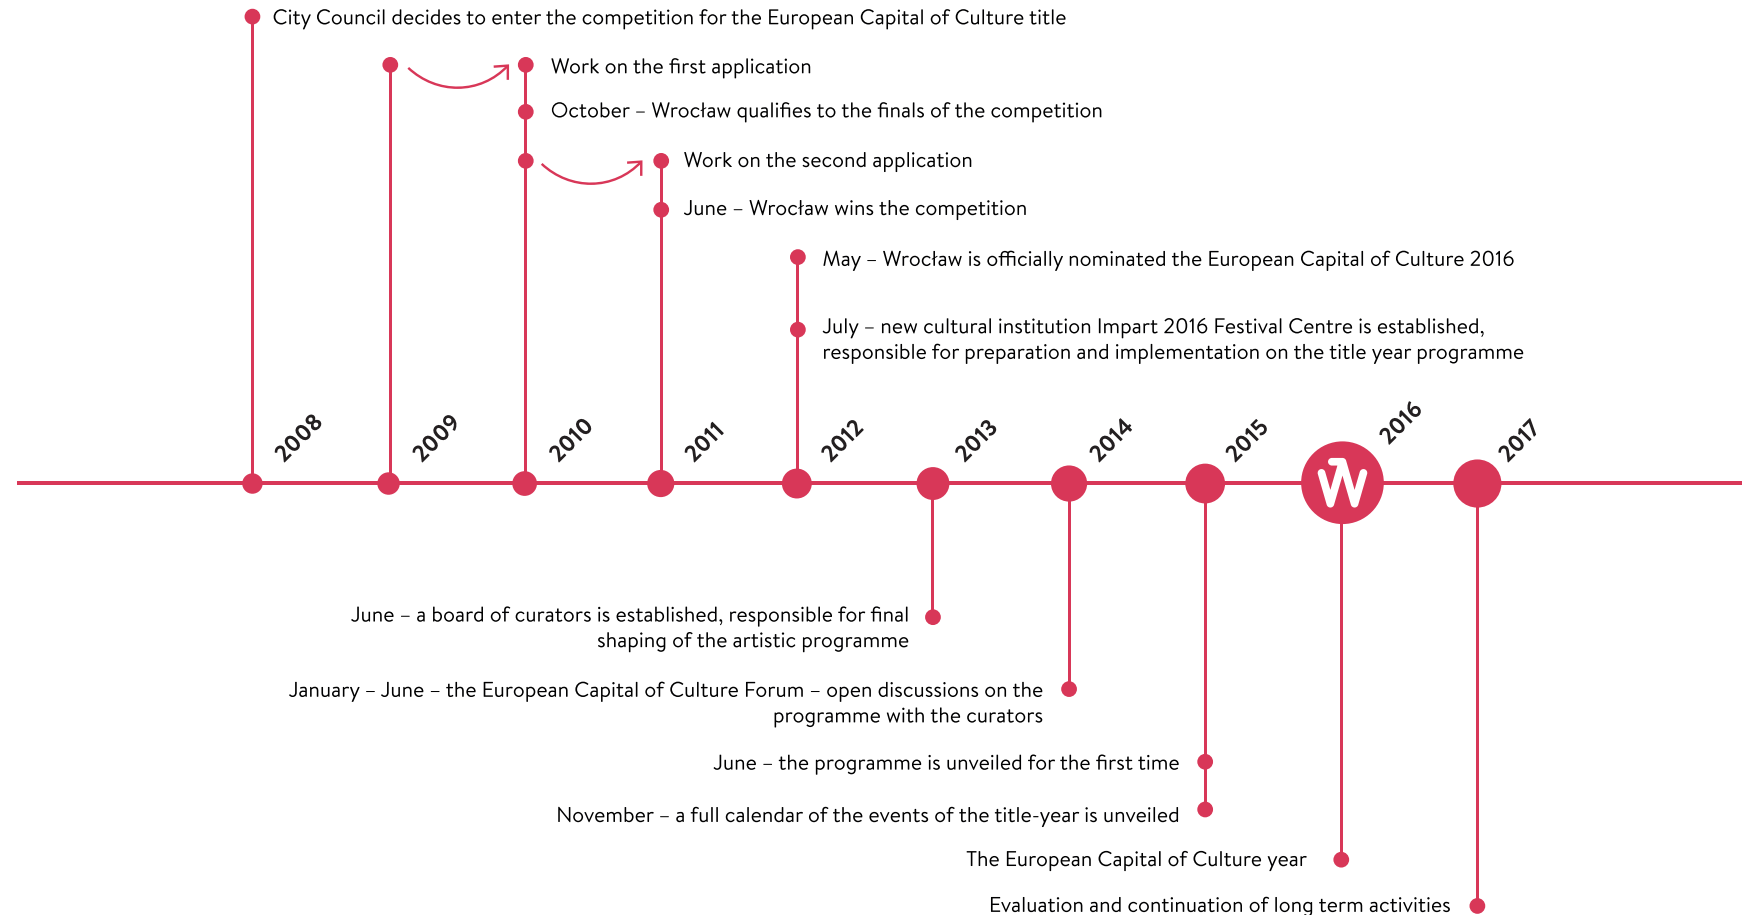 City Council decides to enter the competition for the European Capital of Culture title
Work on the first application
October – Wrocław qualifies to the finals of the competition
Work on the second application
June – Wrocław wins the competition
May – Wrocław is officially nominated the European Capital of Culture 2016
July – new cultural institution Impart 2016 Festival Centre is established,
responsible for preparation and implementation on the title year programme
2008
2009
2010
2011
2012
2013
2014
2015
2016
2017
W
June – a board of curators is established, responsible for final
shaping of the artistic programme
January – June – the European Capital of Culture Forum – open discussions on the
programme with the curators
June – the programme is unveiled for the first time
November – a full calendar of the events of the title-year is unveiled
The European Capital of Culture year
Evaluation and continuation of long term activities